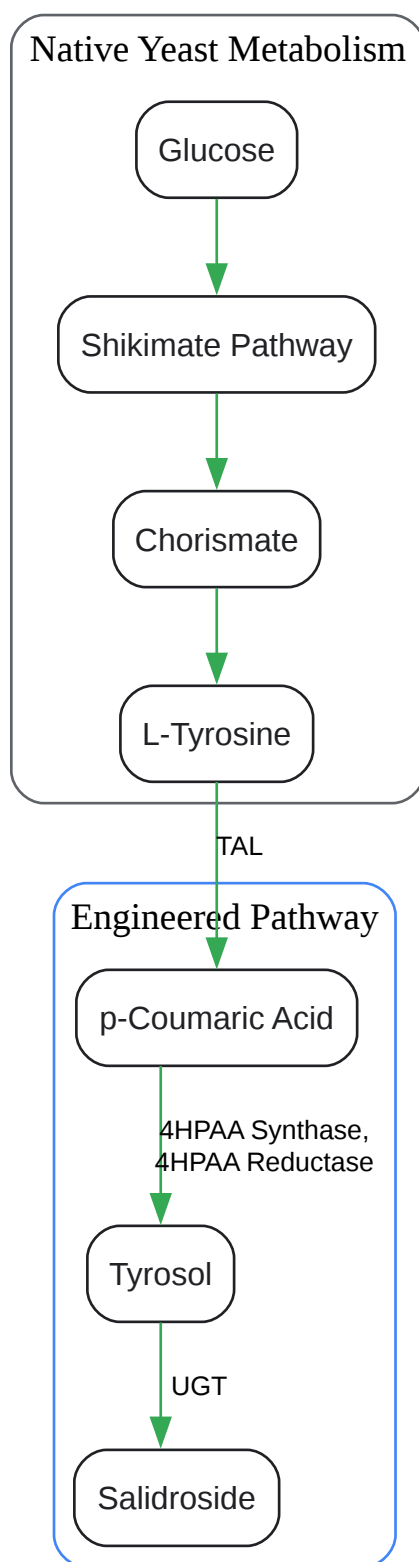 Native Yeast Metabolism
Glucose
Shikimate Pathway
Chorismate
L-Tyrosine
TAL
Engineered Pathway
p-Coumaric Acid
4HPAA Synthase,
4HPAA Reductase
Tyrosol
UGT
Salidroside